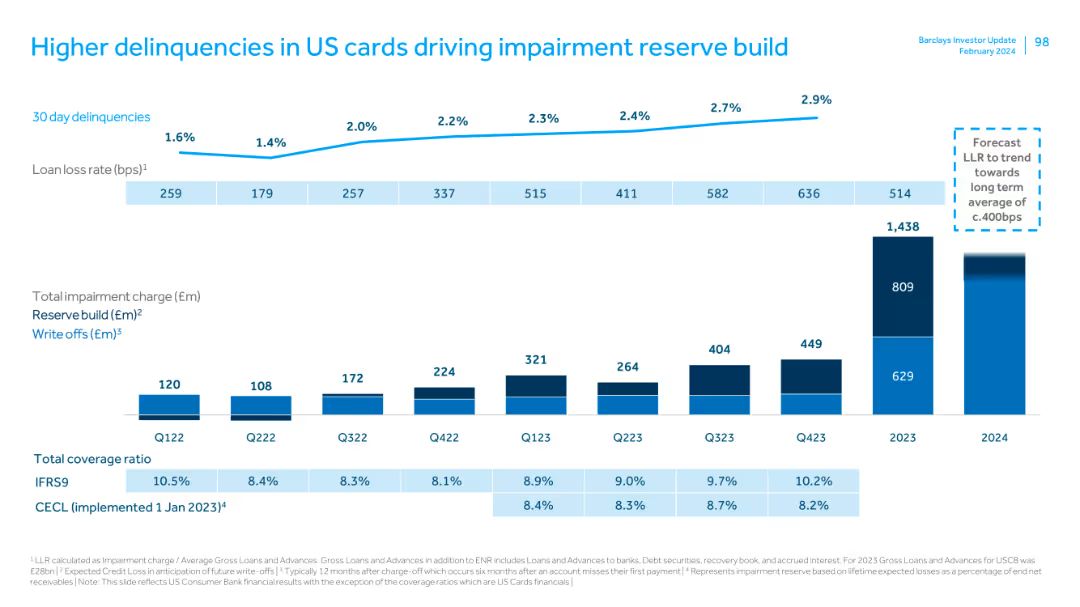 Higher delinquencies in US cards driving impairment reserve build
Barclays Investor Update
February 2024
98
30 day delinquencies
1.6%
1.4%
2.0%
2.2%
2.3%
2.4%
2.7%
2.9%
Loan loss rate (bps)¹
259 179 257 337 515 411 582 636 514
Forecast
LLR to trend
towards
long term
average of
c.400bps
Total impairment charge (£m)
Reserve build (£m)²
Write offs (£m)³
120
108
172
224
321
264
404
449
1,438
809
629
Q122 Q222 Q322 Q422 Q123 Q223 Q323 Q423 2023 2024
Total coverage ratio
IFRS9 10.5% 8.4% 8.3% 8.1% 8.9% 9.0% 9.7% 10.2%
CECL (implemented 1 Jan 2023)⁴ 8.4% 8.3% 8.7% 8.2%
¹ LLR calculated as Impairment charge / Average Gross Loans and Advances. Gross Loans and Advances in addition to ENR includes Loans and Advances to banks, Debt securities, recovery book, and accrued interest. For 2023 Gross Loans and Advances for USCB was
£28bn | ² Expected Credit Loss in anticipation of future write-offs | ³ Typically 12 months after charge-off which occurs six months after an account misses their first payment | ⁴ Represents impairment reserve based on lifetime expected losses as a percentage of end net
receivables | Note: This slide reflects US Consumer Bank financial results with the exception of the coverage ratios which are US Cards financials |